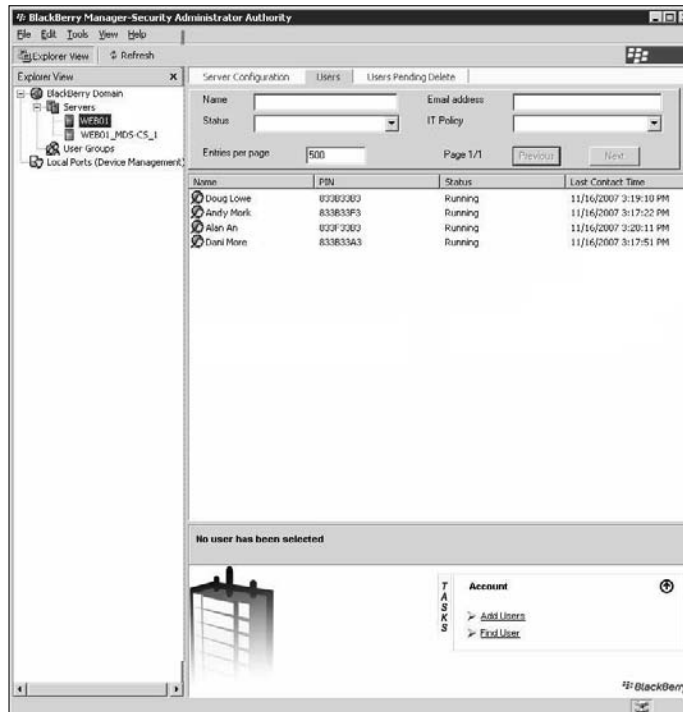 BlackBerry Manager-Security Administrator Authority
File Edit Tools View Help
Explorer View Refresh
Explorer View x
BlackBerry Domain
Servers
WEB01
WEB01_MDS-CS_1
User Groups
Local Ports (Device Management)
Server Configuration Users Users Pending Delete
Name Email address
Status IT Policy
Entries per page 500 Page 1/1 Previous Next
Name PIN Status Last Contact Time
Doug Lowe 833B33B3 Running 11/16/2007 3:19:10 PM
Andy Mork 833B33F3 Running 11/16/2007 3:17:22 PM
Alan An 833F33B3 Running 11/16/2007 3:20:11 PM
Dani More 833B33A3 Running 11/16/2007 3:17:51 PM
No user has been selected
TASKS
Account
Add Users
Find User
BlackBerry